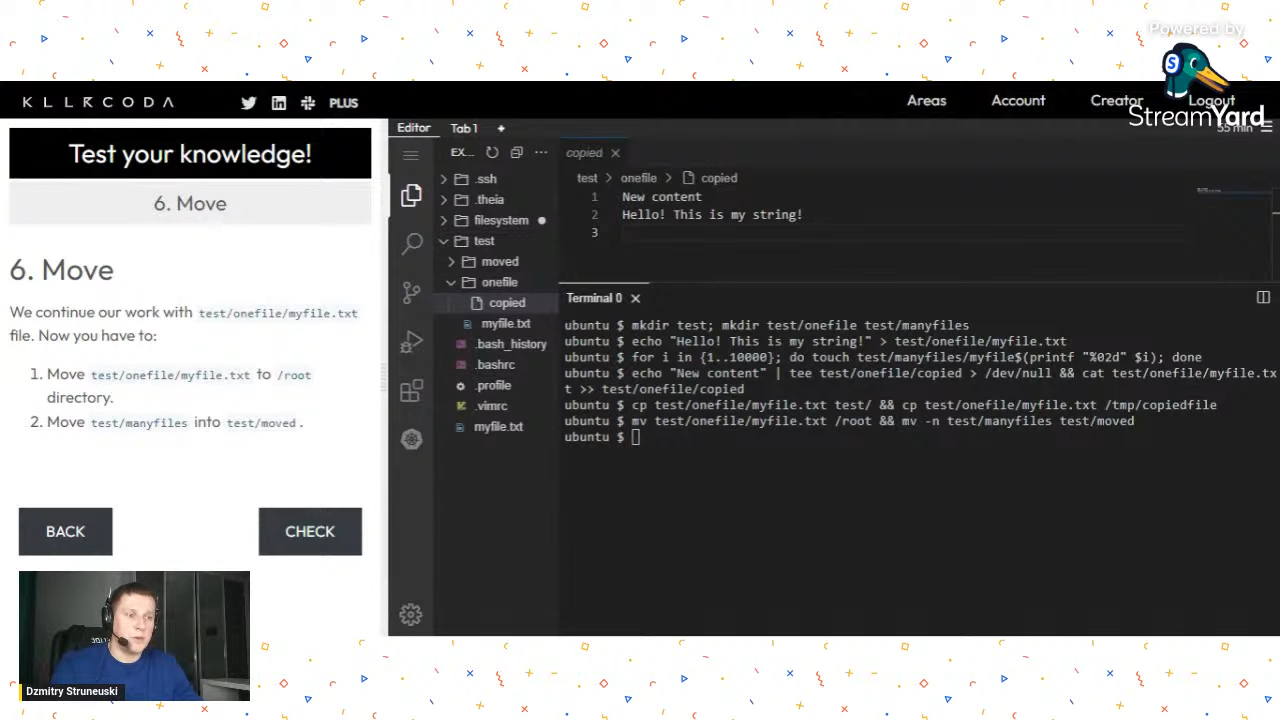 Powered by
StreamYard
KLLRCODA
PLUS
Areas
Account
Creator
Logout
55 min
Test your knowledge!
6. Move
6. Move
We continue our work with test/onefile/myfile.txt
file. Now you have to:
1. Move test/onefile/myfile.txt to /root
directory.
2. Move test/manyfiles into test/moved.
BACK
CHECK
Dzmitry Struneuski
Editor
Tab 1
EX...
.ssh
.theia
filesystem
test
moved
onefile
copied
myfile.txt
.bash_history
.bashrc
.profile
.vimrc
myfile.txt
copied
test > onefile > copied
1 New content
2 Hello! This is my string!
3
Terminal 0
ubuntu $ mkdir test; mkdir test/onefile test/manyfiles
ubuntu $ echo "Hello! This is my string!" > test/onefile/myfile.txt
ubuntu $ for i in {1..10000}; do touch test/manyfiles/myfile$(printf "%02d" $i); done
ubuntu $ echo "New content" | tee test/onefile/copied > /dev/null && cat test/onefile/myfile.tx
t >> test/onefile/copied
ubuntu $ cp test/onefile/myfile.txt test/ && cp test/onefile/myfile.txt /tmp/copiedfile
ubuntu $ mv test/onefile/myfile.txt /root && mv -n test/manyfiles test/moved
ubuntu $